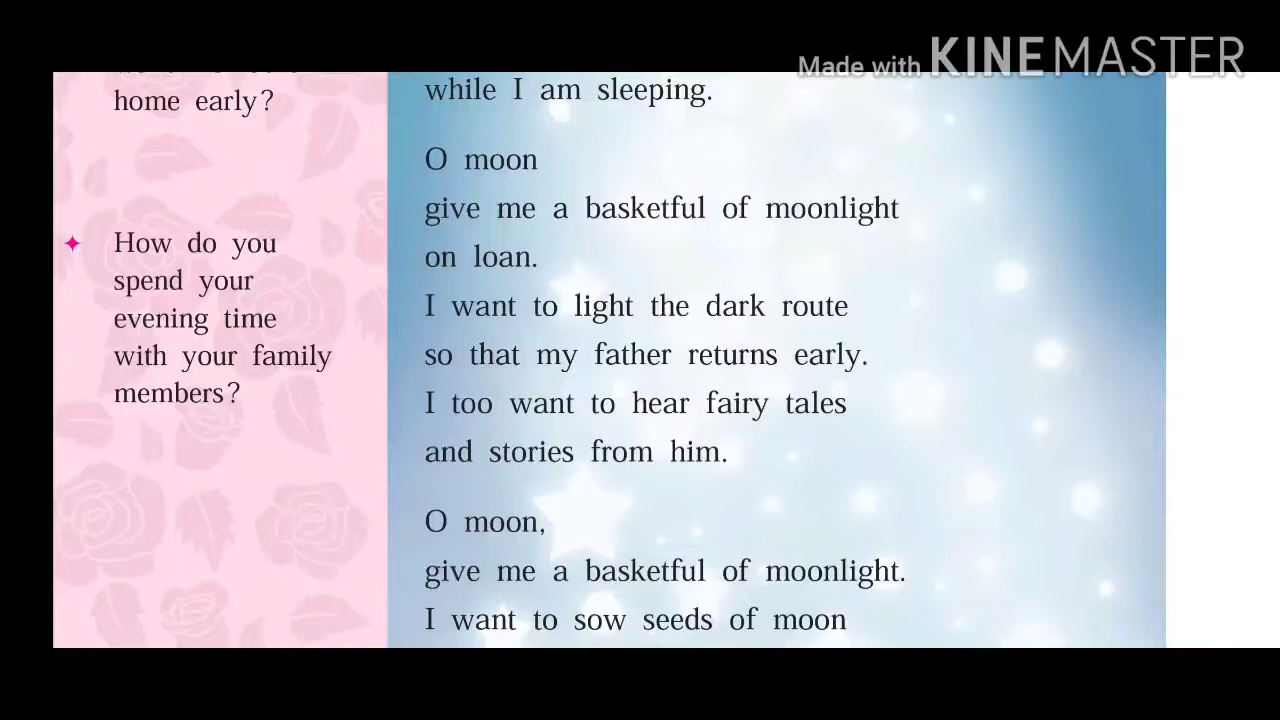 Made with KINEMASTER
home early?
✦ How do you
spend your
evening time
with your family
members?
while I am sleeping.
O moon
give me a basketful of moonlight
on loan.
I want to light the dark route
so that my father returns early.
I too want to hear fairy tales
and stories from him.
O moon,
give me a basketful of moonlight.
I want to sow seeds of moon